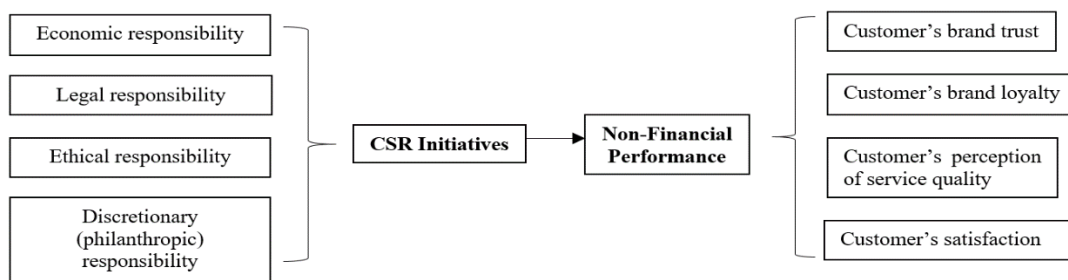 Economic responsibility
Legal responsibility
Ethical responsibility
Discretionary
(philanthropic)
responsibility
CSR Initiatives
Non-Financial
Performance
Customer’s brand trust
Customer’s brand loyalty
Customer’s perception
of service quality
Customer’s satisfaction